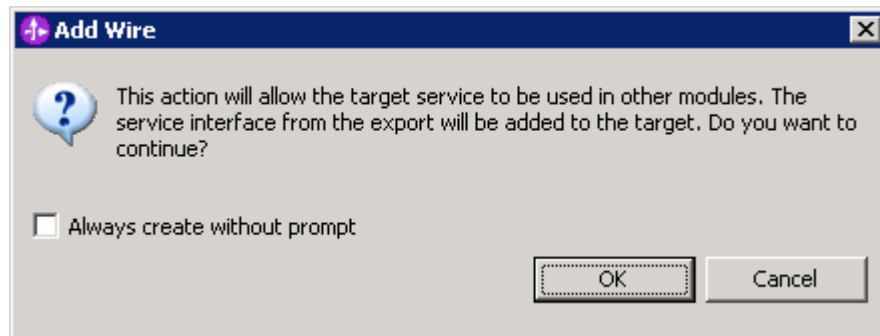 Add Wire
This action will allow the target service to be used in other modules. The
service interface from the export will be added to the target. Do you want to
continue?
Always create without prompt
OK
Cancel